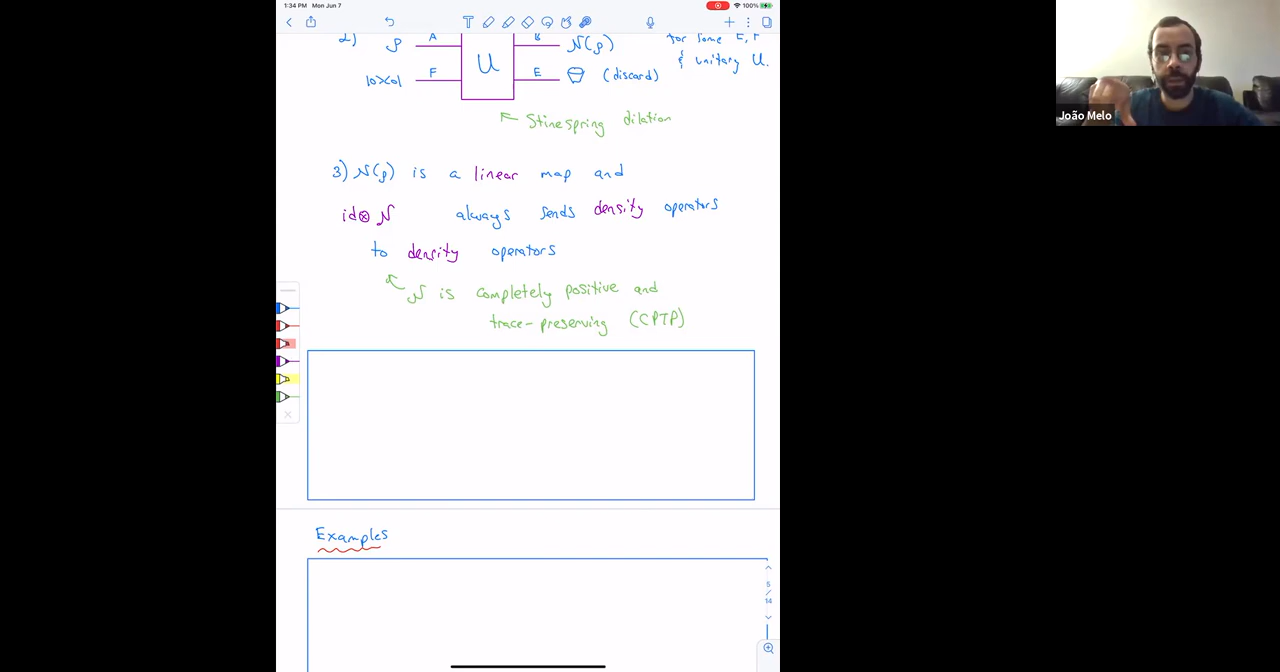 1:34 PM Mon Jun 7
100%
2) ρ A U B N(ρ) for some E, F
|0><0| F E (discard) & unitary U.
Stinespring dilation
3) N(ρ) is a linear map and
id⊗N always sends density operators
to density operators
N is completely positive and
trace-preserving (CPTP)
Examples
5/14
João Melo